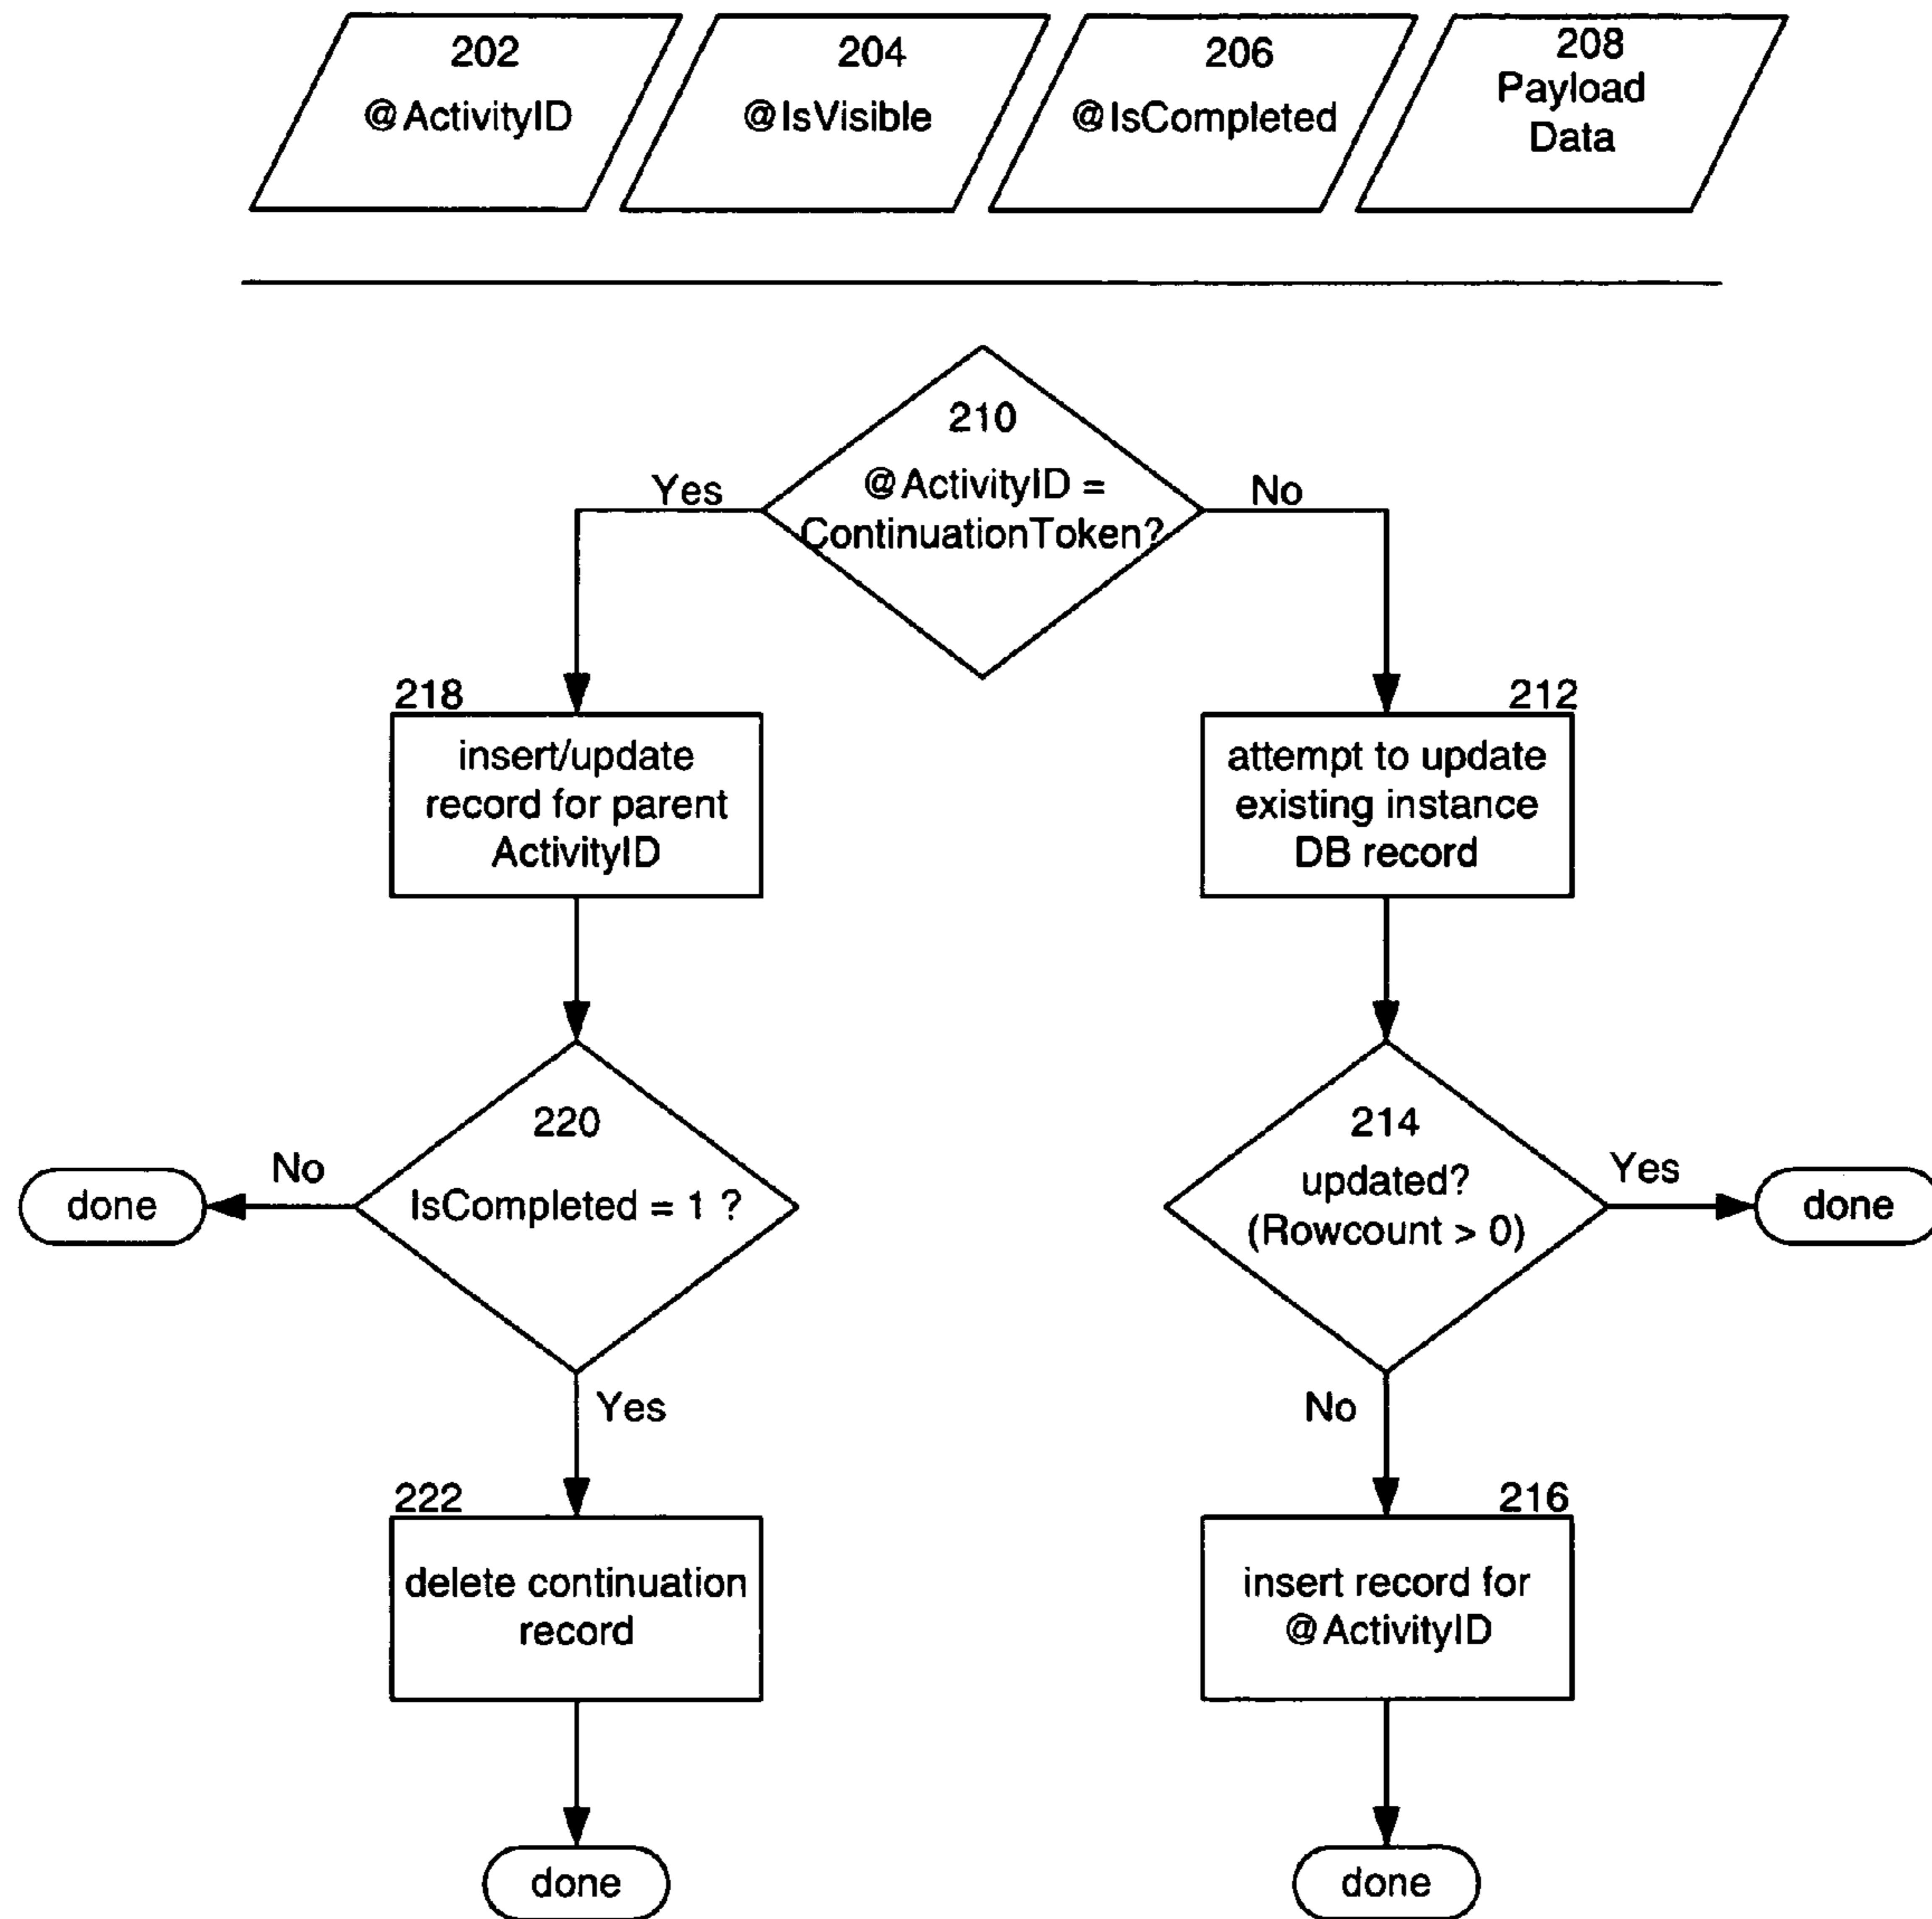 202
@ActivityID
204
@IsVisible
206
@IsCompleted
208
Payload
Data
210
@ActivityID =
ContinuationToken?
Yes
No
218
insert/update
record for parent
ActivityID
212
attempt to update
existing instance
DB record
220
IsCompleted = 1 ?
No
done
Yes
214
updated?
(Rowcount > 0)
Yes
done
No
222
delete continuation
record
216
insert record for
@ActivityID
done
done